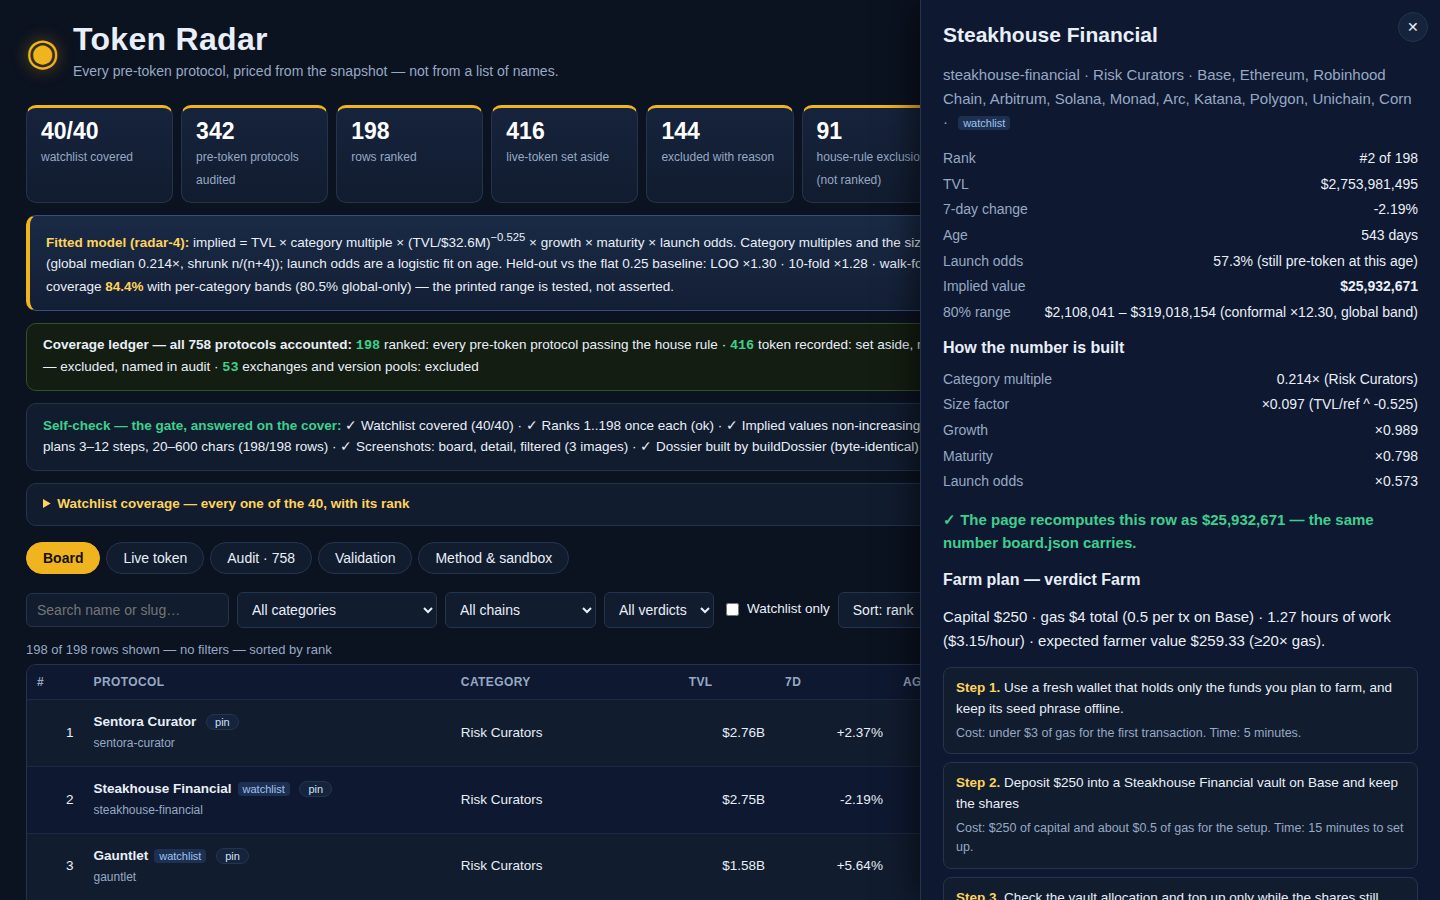 Token Radar
Every pre-token protocol, priced from the snapshot — not from a list of names.
40/40
watchlist covered
342
pre-token protocols
audited
198
rows ranked
416
live-token set aside
144
excluded with reason
91
house-rule exclusio
(not ranked)
Fitted model (radar-4): implied = TVL × category multiple × (TVL/$32.6M)^−0.525 × growth × maturity × launch odds. Category multiples and the siz
(global median 0.214×, shrunk n/(n+4)); launch odds are a logistic fit on age. Held-out vs the flat 0.25 baseline: LOO ×1.30 · 10-fold ×1.28 · walk-fo
coverage 84.4% with per-category bands (80.5% global-only) — the printed range is tested, not asserted.
Coverage ledger — all 758 protocols accounted: 198 ranked: every pre-token protocol passing the house rule · 416 token recorded: set aside,
— excluded, named in audit · 53 exchanges and version pools: excluded
Self-check — the gate, answered on the cover: ✓ Watchlist covered (40/40) · ✓ Ranks 1..198 once each (ok) · ✓ Implied values non-increasing
plans 3–12 steps, 20–600 chars (198/198 rows) · ✓ Screenshots: board, detail, filtered (3 images) · ✓ Dossier built by buildDossier (byte-identical)
▶ Watchlist coverage — every one of the 40, with its rank
Board
Live token
Audit · 758
Validation
Method & sandbox
Search name or slug…
All categories
All chains
All verdicts
Watchlist only
Sort: rank
198 of 198 rows shown — no filters — sorted by rank
# PROTOCOL CATEGORY TVL 7D AG
1 Sentora Curator pin Risk Curators $2.76B +2.37%
sentora-curator
2 Steakhouse Financial watchlist pin Risk Curators $2.75B -2.19%
steakhouse-financial
3 Gauntlet watchlist pin Risk Curators $1.58B +5.64%
gauntlet
Steakhouse Financial
✕
steakhouse-financial · Risk Curators · Base, Ethereum, Robinhood
Chain, Arbitrum, Solana, Monad, Arc, Katana, Polygon, Unichain, Corn
· watchlist
Rank #2 of 198
TVL $2,753,981,495
7-day change -2.19%
Age 543 days
Launch odds 57.3% (still pre-token at this age)
Implied value $25,932,671
80% range $2,108,041 – $319,018,154 (conformal ×12.30, global band)
How the number is built
Category multiple 0.214× (Risk Curators)
Size factor ×0.097 (TVL/ref ^ -0.525)
Growth ×0.989
Maturity ×0.798
Launch odds ×0.573
✓ The page recomputes this row as $25,932,671 — the same
number board.json carries.
Farm plan — verdict Farm
Capital $250 · gas $4 total (0.5 per tx on Base) · 1.27 hours of work
($3.15/hour) · expected farmer value $259.33 (≥20× gas).
Step 1. Use a fresh wallet that holds only the funds you plan to farm, and
keep its seed phrase offline.
Cost: under $3 of gas for the first transaction. Time: 5 minutes.
Step 2. Deposit $250 into a Steakhouse Financial vault on Base and keep
the shares
Cost: $250 of capital and about $0.5 of gas for the setup. Time: 15 minutes to set
up.
Step 3. Check the vault allocation and top up only while the shares still